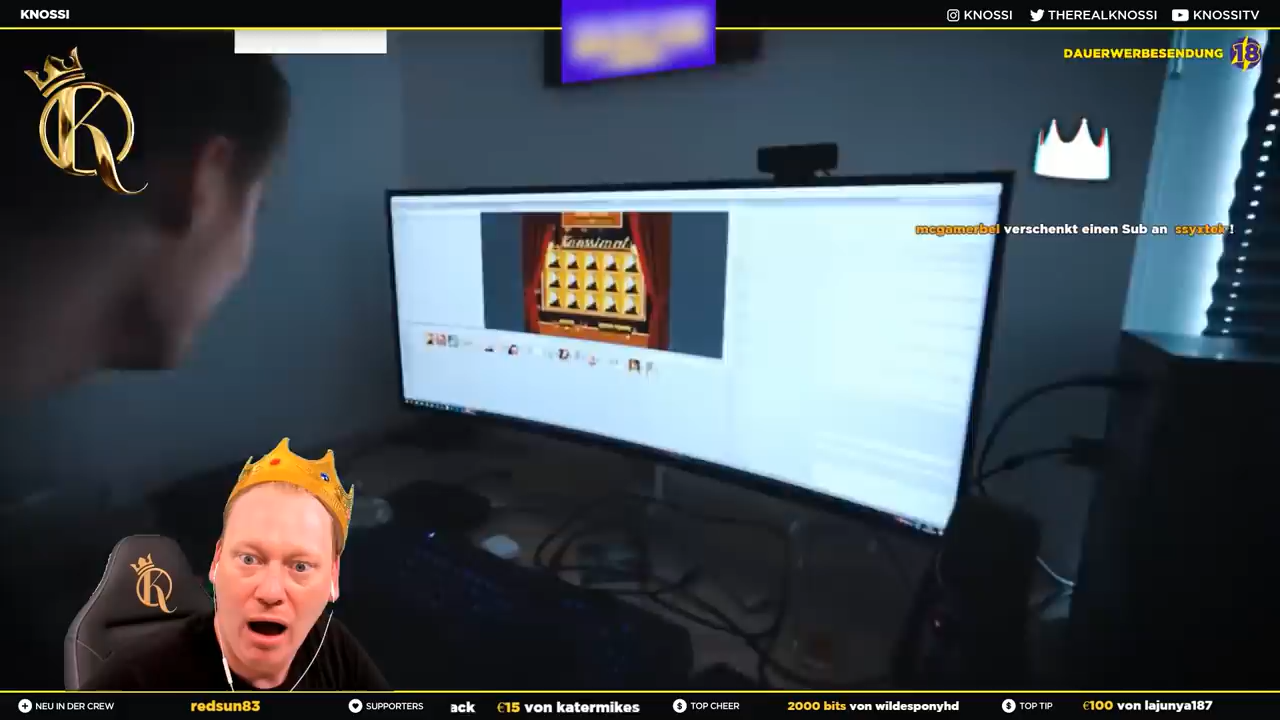 KNOSSI
KNOSSI
THEREALKNOSSI
KNOSSITV
DAUERWERBESENDUNG 18
K
mcgamerbel verschenkt einen Sub an ssyxtek !
Knossimat
K
NEU IN DER CREW
redsun83
SUPPORTERS
ack
€15 von katermikes
TOP CHEER
2000 bits von wildesponyhd
TOP TIP
€100 von lajunya187